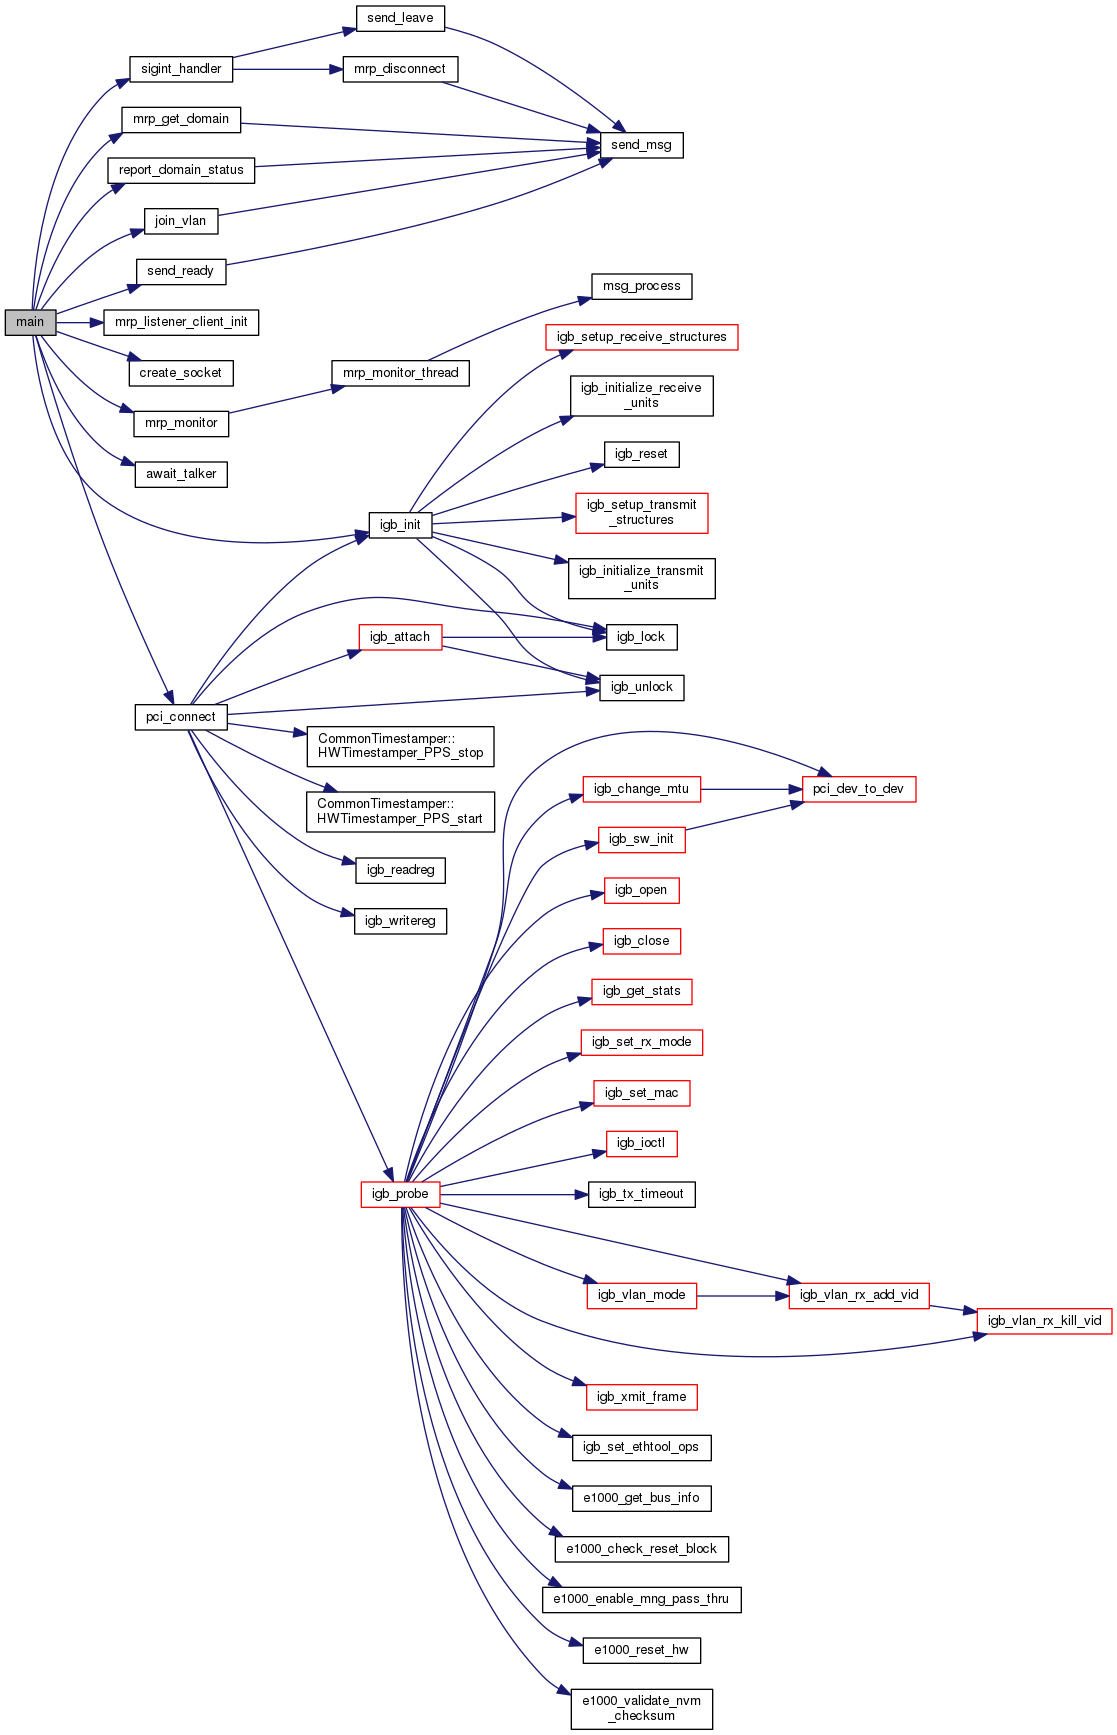 send_leave
sigint_handler
mrp_disconnect
mrp_get_domain
send_msg
report_domain_status
join_vlan
send_ready
msg_process
main
mrp_listener_client_init
igb_setup_receive_structures
create_socket
mrp_monitor_thread
igb_initialize_receive
_units
mrp_monitor
igb_reset
await_talker
igb_setup_transmit
_structures
igb_init
igb_initialize_transmit
_units
igb_attach
igb_lock
igb_unlock
pci_connect
CommonTimestamper::
HWTimestamper_PPS_stop
igb_change_mtu
pci_dev_to_dev
CommonTimestamper::
HWTimestamper_PPS_start
igb_sw_init
igb_readreg
igb_open
igb_writereg
igb_close
igb_get_stats
igb_set_rx_mode
igb_set_mac
igb_ioctl
igb_probe
igb_tx_timeout
igb_vlan_mode
igb_vlan_rx_add_vid
igb_vlan_rx_kill_vid
igb_xmit_frame
igb_set_ethtool_ops
e1000_get_bus_info
e1000_check_reset_block
e1000_enable_mng_pass_thru
e1000_reset_hw
e1000_validate_nvm
_checksum